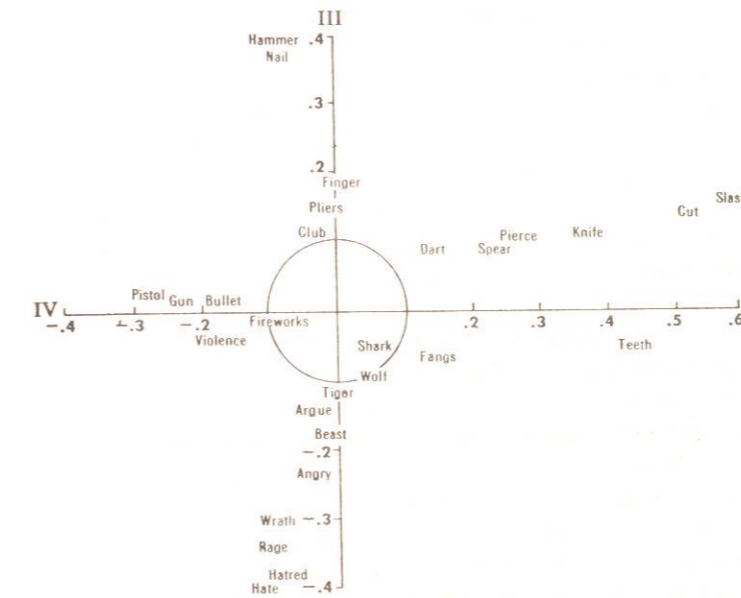 III
Hammer .4
Nail
.3
.2
Finger
Pliers
Club
Dart Spear Pierce Knife Cut Slas
Pistol Gun Bullet
IV
-.4 -.3 -.2 .2 .3 .4 .5 .6
Fireworks
Violence
Shark Fangs Teeth
Wolf
Tiger
Argue
Beast
-.2
Angry
Wrath -.3
Rage
Hatred
Hate -.4